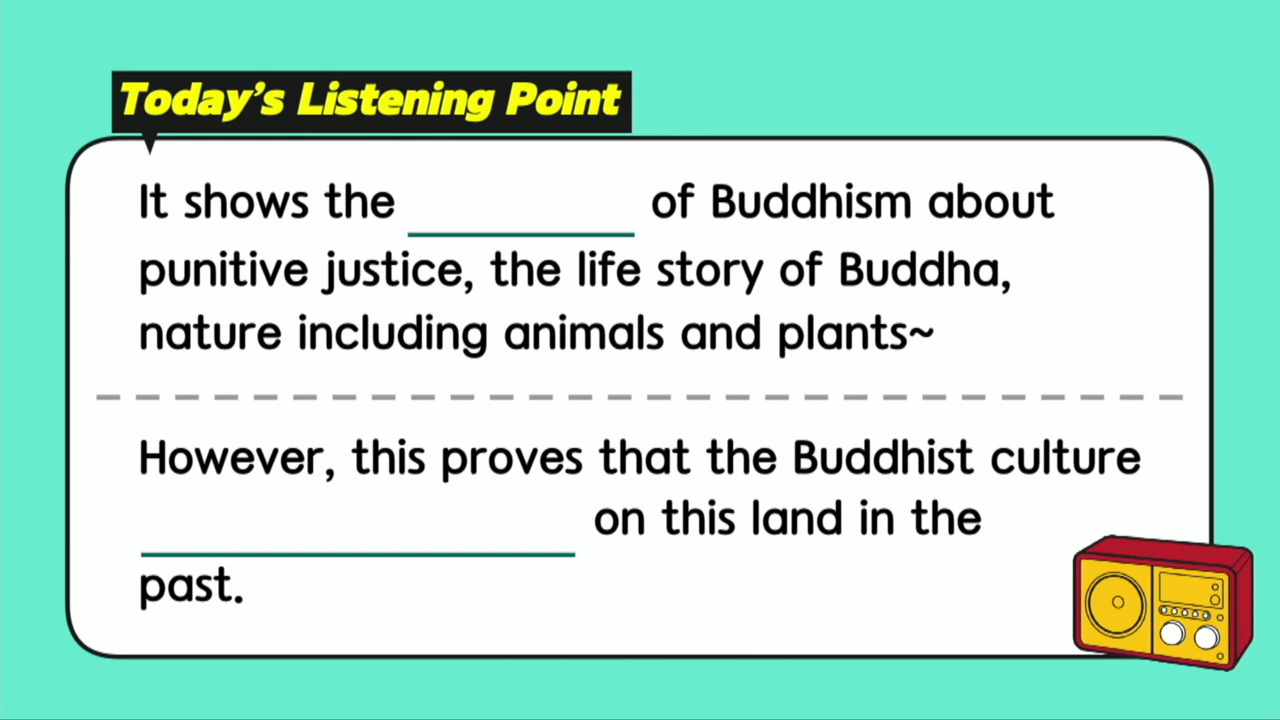 Today's Listening Point
It shows the of Buddhism about
punitive justice, the life story of Buddha,
nature including animals and plants~
However, this proves that the Buddhist culture
on this land in the
past.